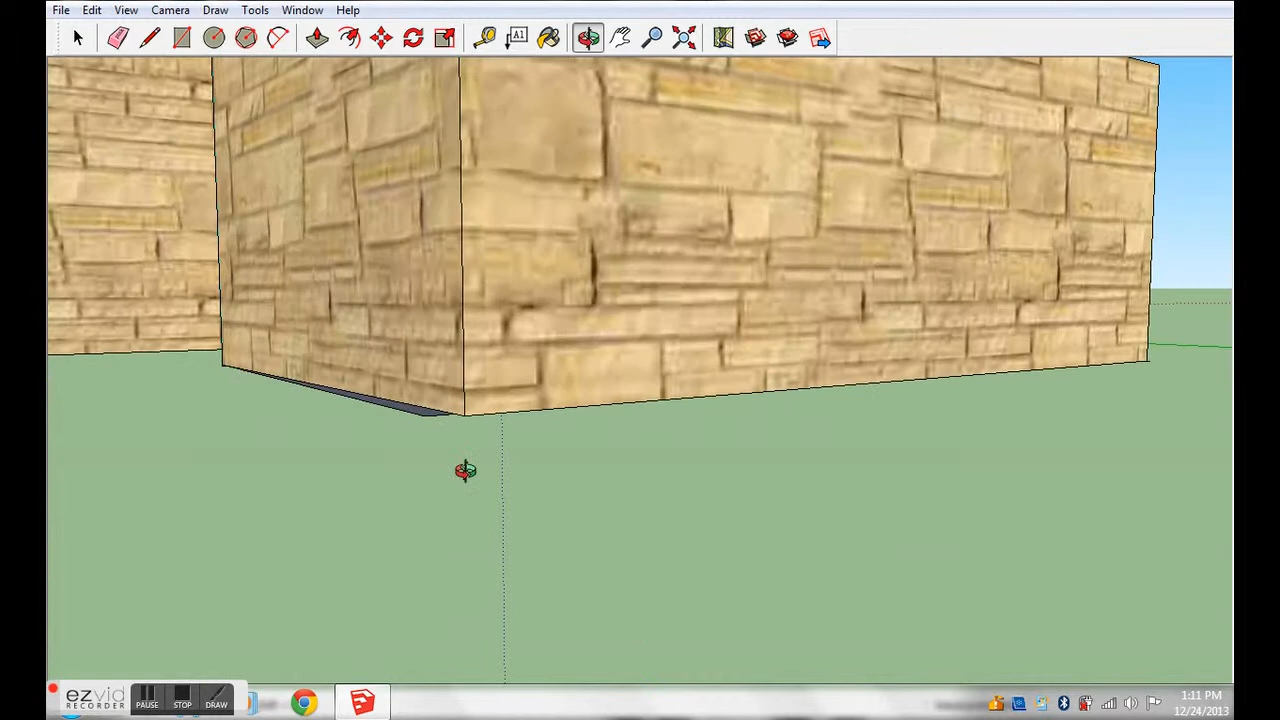 File Edit View Camera Draw Tools Window Help
A1
ezvid
RECORDER
PAUSE STOP DRAW
1:11 PM
12/24/2013